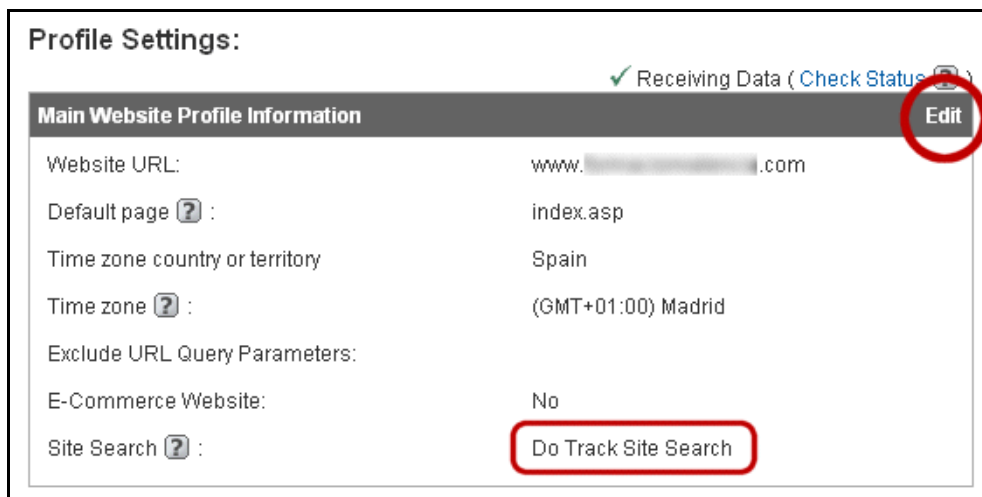 Profile Settings:
✓ Receiving Data ( Check Status ? )
Main Website Profile Information Edit
Website URL: www. .com
Default page ? : index.asp
Time zone country or territory Spain
Time zone ? : (GMT+01:00) Madrid
Exclude URL Query Parameters:
E-Commerce Website: No
Site Search ? : Do Track Site Search